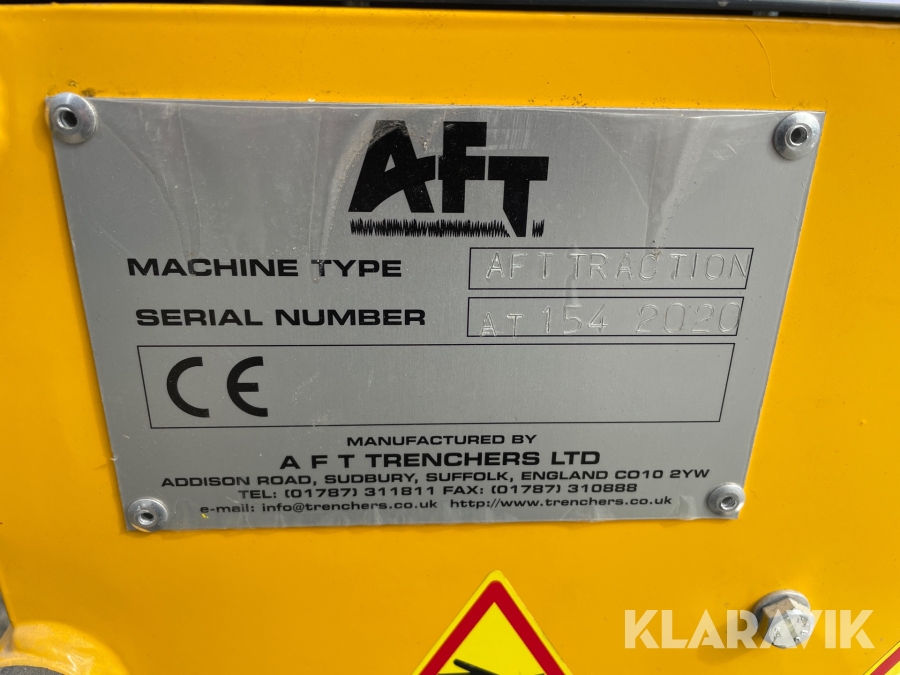 AFT
MACHINE TYPE AFT TRACTION
SERIAL NUMBER AT 154 2020
CE
MANUFACTURED BY
A F T TRENCHERS LTD
ADDISON ROAD, SUDBURY, SUFFOLK, ENGLAND CO10 2YW
TEL: (01787) 311811 FAX: (01787) 310888
e-mail: info@trenchers.co.uk http://www.trenchers.co.uk
KLARAVIK